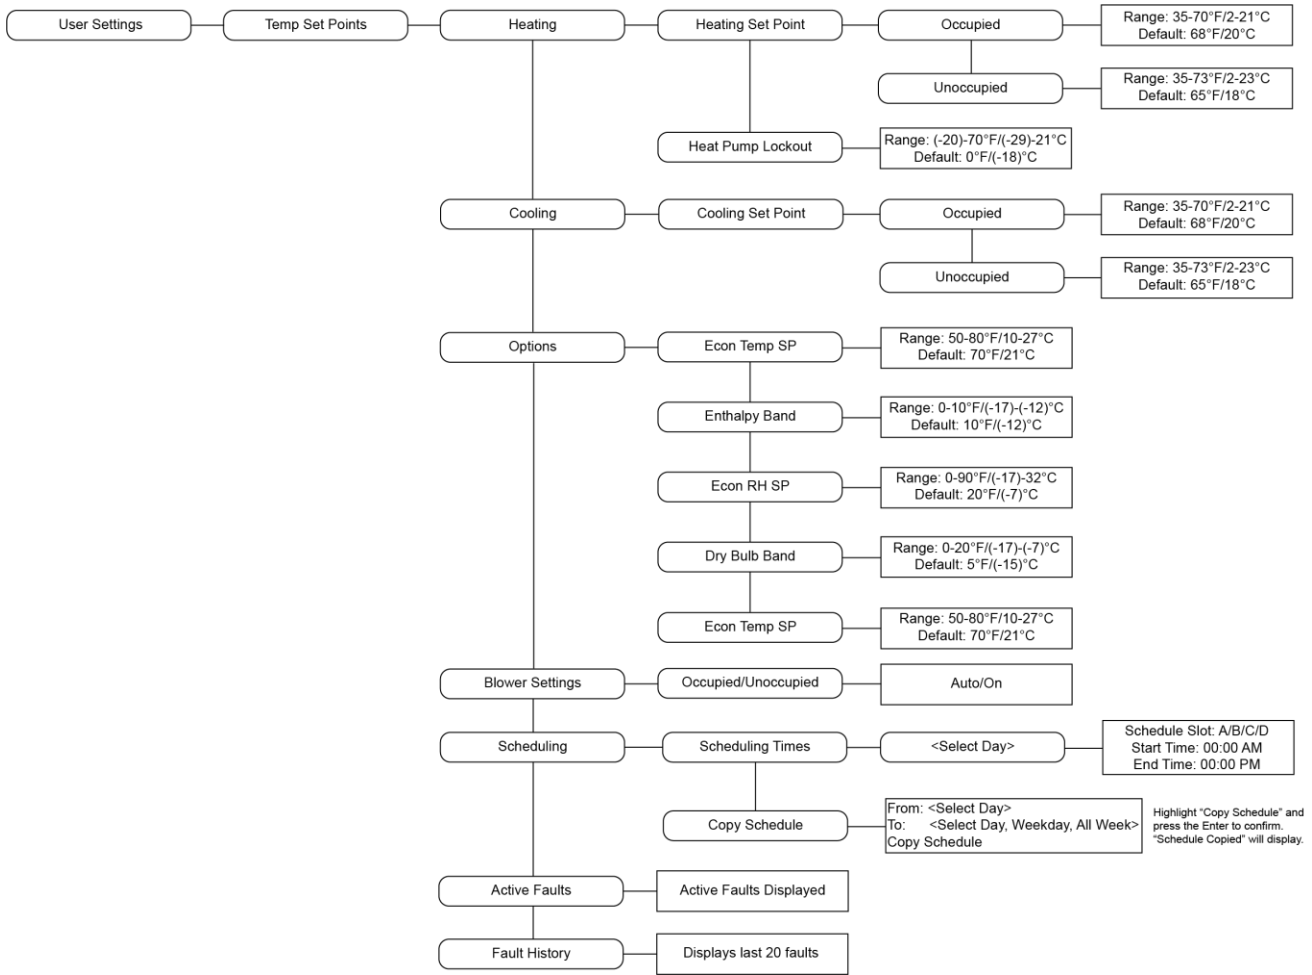 User Settings
Temp Set Points
Heating
Heating Set Point
Occupied
Range: 35-70°F/2-21°C
Default: 68°F/20°C
Unoccupied
Range: 35-73°F/2-23°C
Default: 65°F/18°C
Heat Pump Lockout
Range: (-20)-70°F/(-29)-21°C
Default: 0°F/(-18)°C
Cooling
Cooling Set Point
Occupied
Range: 35-70°F/2-21°C
Default: 68°F/20°C
Unoccupied
Range: 35-73°F/2-23°C
Default: 65°F/18°C
Options
Econ Temp SP
Range: 50-80°F/10-27°C
Default: 70°F/21°C
Enthalpy Band
Range: 0-10°F/(-17)-(-12)°C
Default: 10°F/(-12)°C
Econ RH SP
Range: 0-90°F/(-17)-32°C
Default: 20°F/(-7)°C
Dry Bulb Band
Range: 0-20°F/(-17)-(-7)°C
Default: 5°F/(-15)°C
Econ Temp SP
Range: 50-80°F/10-27°C
Default: 70°F/21°C
Blower Settings
Occupied/Unoccupied
Auto/On
Scheduling
Scheduling Times
<Select Day>
Schedule Slot: A/B/C/D
Start Time: 00:00 AM
End Time: 00:00 PM
Copy Schedule
From: <Select Day>
To: <Select Day, Weekday, All Week>
Copy Schedule
Highlight “Copy Schedule” and
press the Enter to confirm.
“Schedule Copied” will display.
Active Faults
Active Faults Displayed
Fault History
Displays last 20 faults